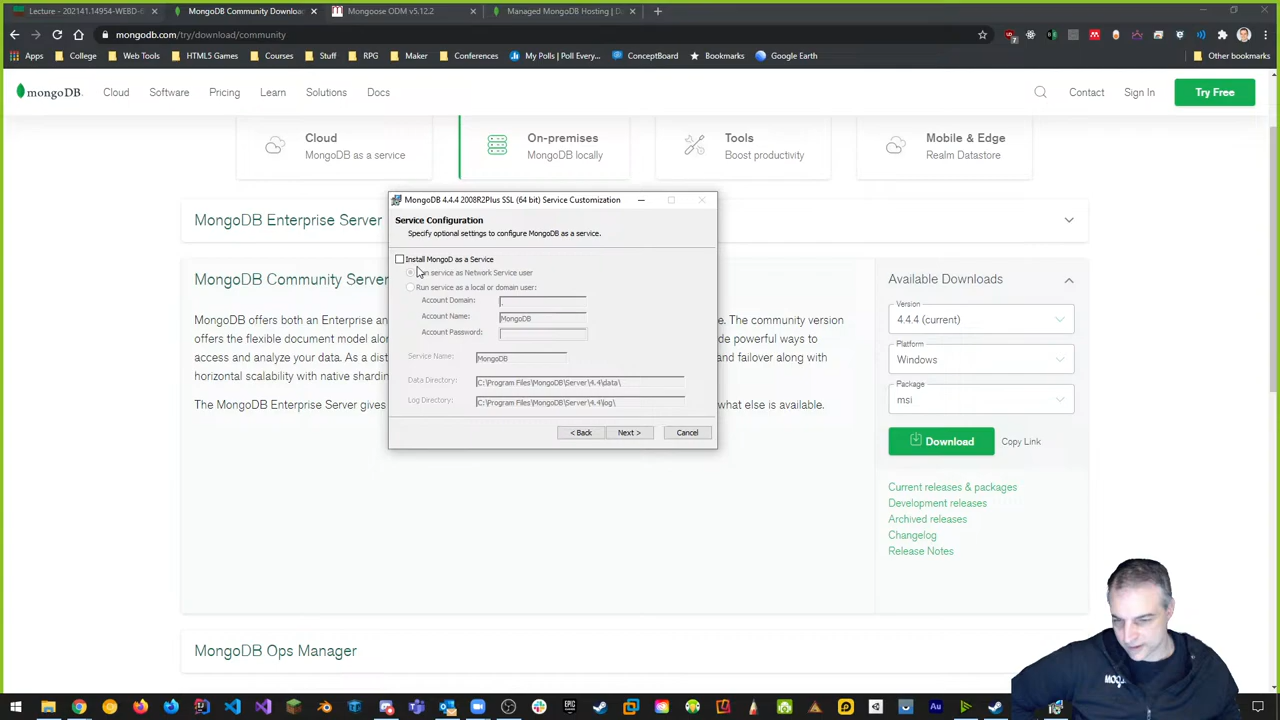 Lecture - 2021.14954-WEBD-6
MongoDB Community Downloa
Mongoose ODM v5.12.2
Managed MongoDB Hosting | D
mongodb.com/try/download/community
Apps
College
Web Tools
HTML5 Games
Courses
Stuff
RPG
Maker
Conferences
My Polls | Poll Eve...
ConceptBoard
Bookmarks
Google Earth
Other bookmarks
mongoDB.
Cloud
Software
Pricing
Learn
Solutions
Docs
Contact
Sign In
Try Free
Cloud
MongoDB as a service
On-premises
MongoDB locally
Tools
Boost productivity
Mobile & Edge
Realm Datastore
MongoDB Enterprise Server
MongoDB Community Server
MongoDB offers both an Enterprise an
. The community version
offers the flexible document model alon
de powerful ways to
access and analyze your data. As a dist
and failover along with
horizontal scalability with native shardin
The MongoDB Enterprise Server gives
what else is available.
MongoDB 4.4.4 2008R2Plus SSL (64 bit) Service Customization
Service Configuration
Specify optional settings to configure MongoDB as a service.
Install MongoD as a Service
n service as Network Service user
Run service as a local or domain user:
Account Domain:
.
Account Name:
MongoDB
Account Password:
Service Name:
MongoDB
Data Directory:
C:\Program Files\MongoDB\Server\4.4\data\
Log Directory:
C:\Program Files\MongoDB\Server\4.4\log\
< Back
Next >
Cancel
Available Downloads
Version
4.4.4 (current)
Platform
Windows
Package
msi
Download
Copy Link
Current releases & packages
Development releases
Archived releases
Changelog
Release Notes
MongoDB Ops Manager